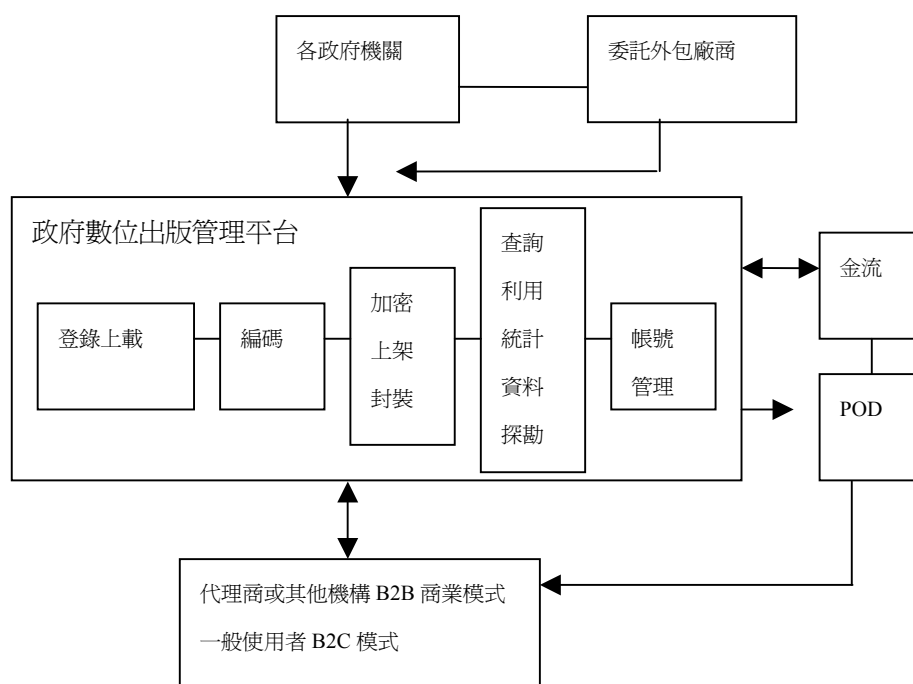 各政府機關
委託外包廠商
政府數位出版管理平台
登錄上載
編碼
加密
上架
封裝
查詢
利用
統計
資料
探勘
帳號
管理
金流
POD
代理商或其他機構 B2B 商業模式
一般使用者 B2C 模式